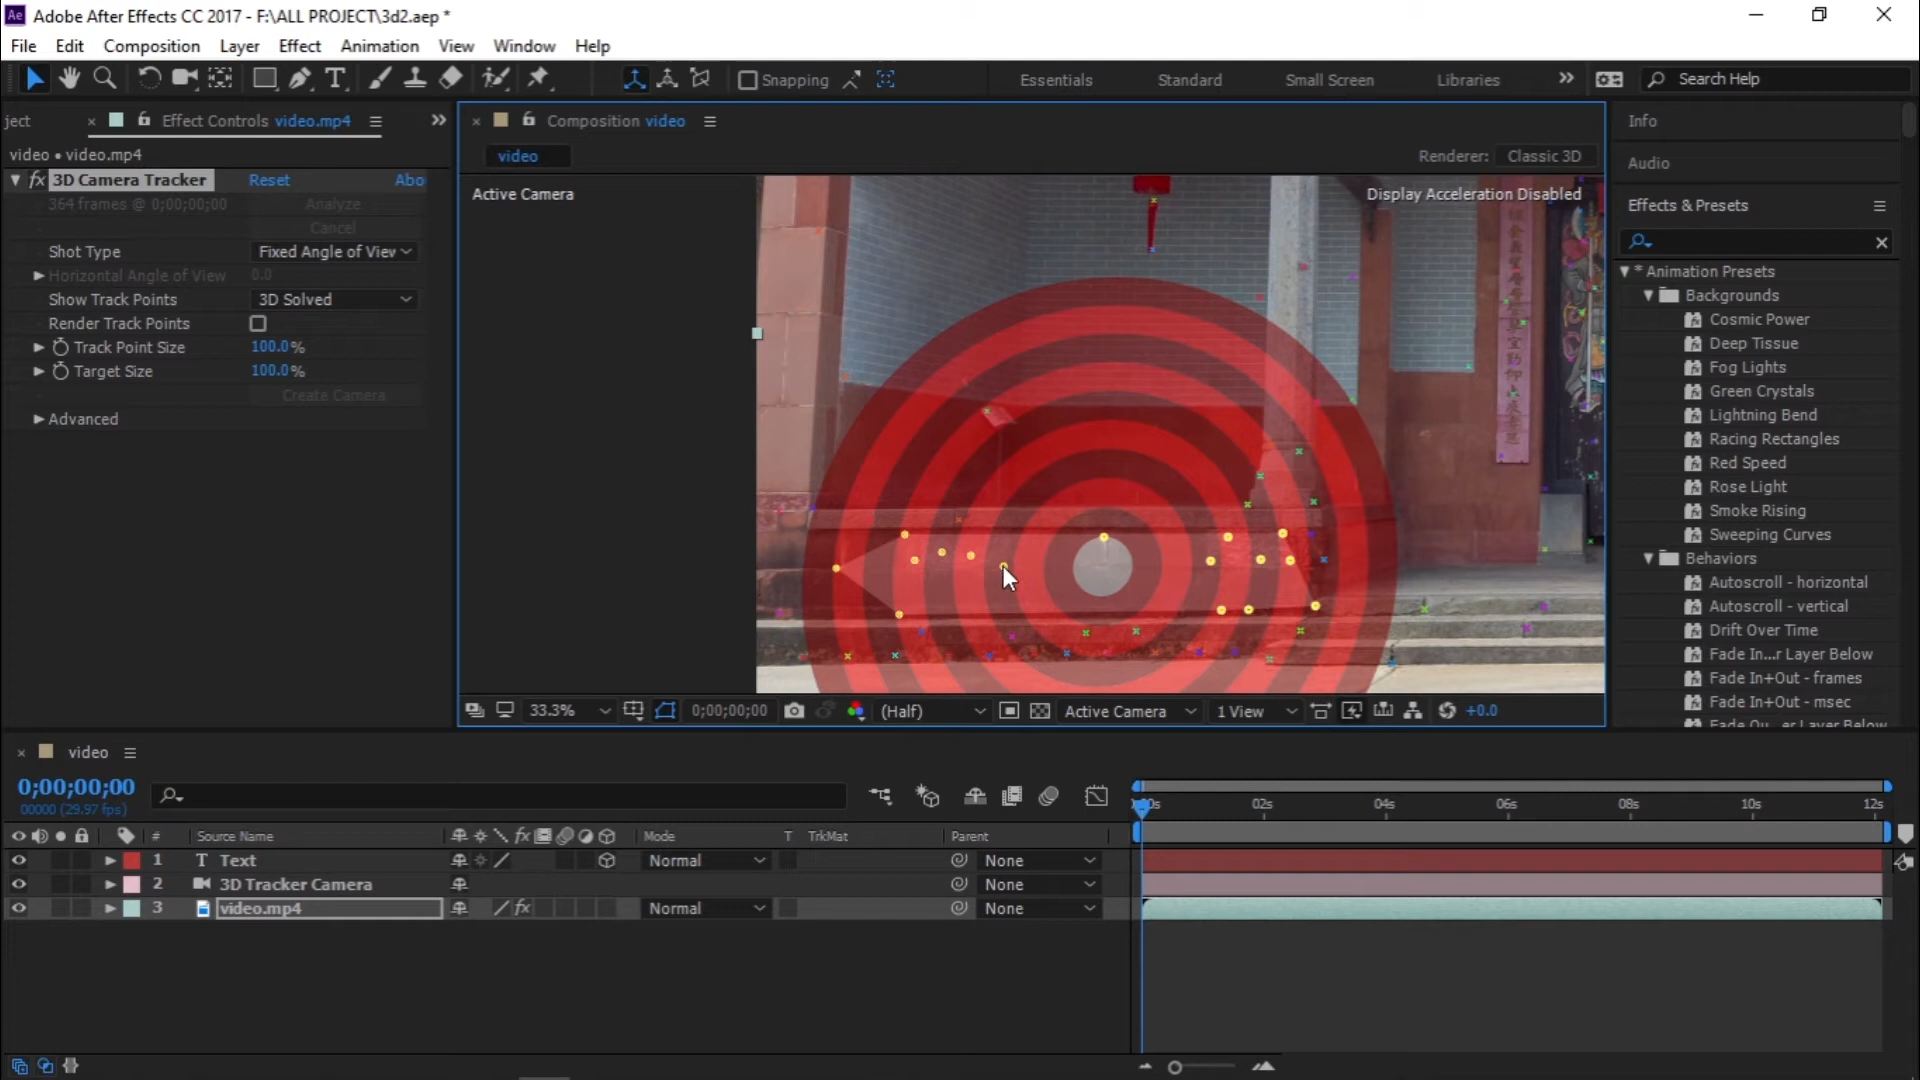 Adobe After Effects CC 2017 - F:\ALL PROJECT\3d2.aep *
File Edit Composition Layer Effect Animation View Window Help
Snapping
Essentials Standard Small Screen Libraries
Search Help
ject
Effect Controls video.mp4
video • video.mp4
fx 3D Camera Tracker Reset Abo
364 frames @ 0;00;00;00 Analyze
Cancel
Shot Type Fixed Angle of View
Horizontal Angle of View 0.0
Show Track Points 3D Solved
Render Track Points
Track Point Size 100.0%
Target Size 100.0%
Create Camera
Advanced
Composition video
video
Renderer: Classic 3D
Active Camera
Display Acceleration Disabled
33.3%
0;00;00;00
(Half)
Active Camera
1 View
+0.0
Info
Audio
Effects & Presets
* Animation Presets
Backgrounds
Cosmic Power
Deep Tissue
Fog Lights
Green Crystals
Lightning Bend
Racing Rectangles
Red Speed
Rose Light
Smoke Rising
Sweeping Curves
Behaviors
Autoscroll - horizontal
Autoscroll - vertical
Drift Over Time
Fade In...r Layer Below
Fade In+Out - frames
Fade In+Out - msec
Fade Ou...er Layer Below
video
0;00;00;00
00000 (29.97 fps)
:00s 02s 04s 06s 08s 10s 12s
# Source Name fx Mode T TrkMat Parent
1 T Text Normal None
2 3D Tracker Camera None
3 video.mp4 fx Normal None